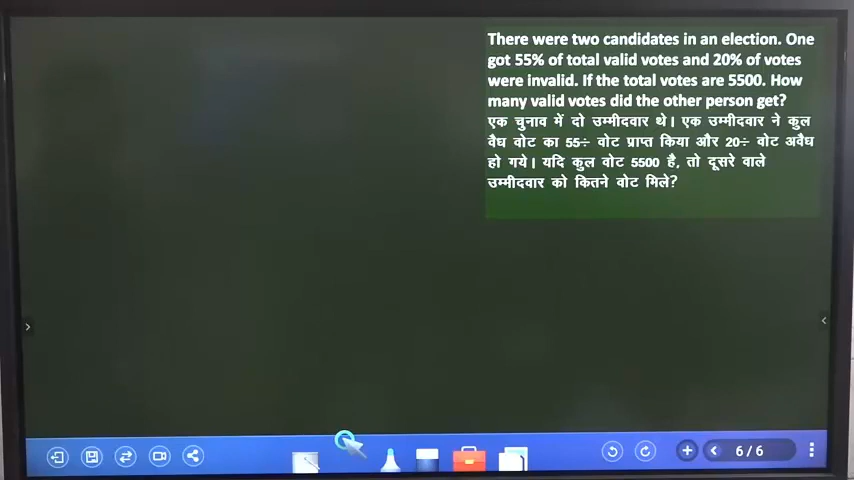 There were two candidates in an election. One
got 55% of total valid votes and 20% of votes
were invalid. If the total votes are 5500. How
many valid votes did the other person get?
एक चुनाव में दो उम्मीदवार थे। एक उम्मीदवार ने कुल
वैध वोट का 55÷ वोट प्राप्त किया और 20÷ वोट अवैध
हो गये। यदि कुल वोट 5500 है, तो दूसरे वाले
उम्मीदवार को कितने वोट मिले?
6/6